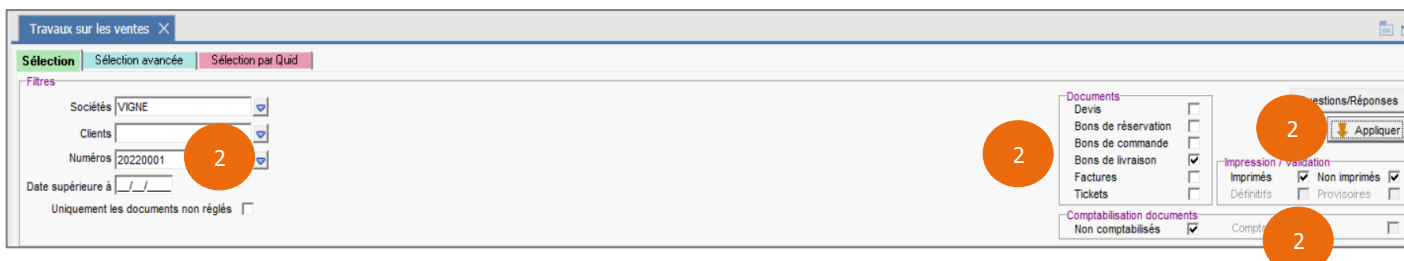 Travaux sur les ventes
Sélection Sélection avancée Sélection par Quid
Filtres
Sociétés VIGNE
Clients
Numéros 20220001
Date supérieure à __/__/____
Uniquement les documents non réglés
2
2
Documents
Devis
Bons de réservation
Bons de commande
Bons de livraison
Factures
Tickets
Questions/Réponses
2
Appliquer
Impression / Validation
Imprimés Non imprimés
Définitifs Provisoires
Comptabilisation documents
Non comptabilisés
2